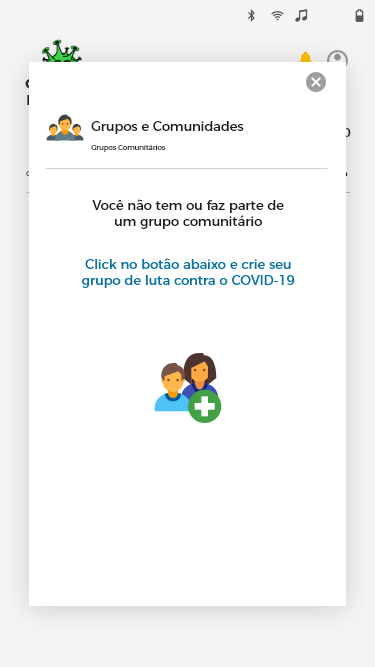 Grupos e Comunidades
Grupos Comunitários
Você não tem ou faz parte de
um grupo comunitário
Click no botão abaixo e crie seu
grupo de luta contra o COVID-19